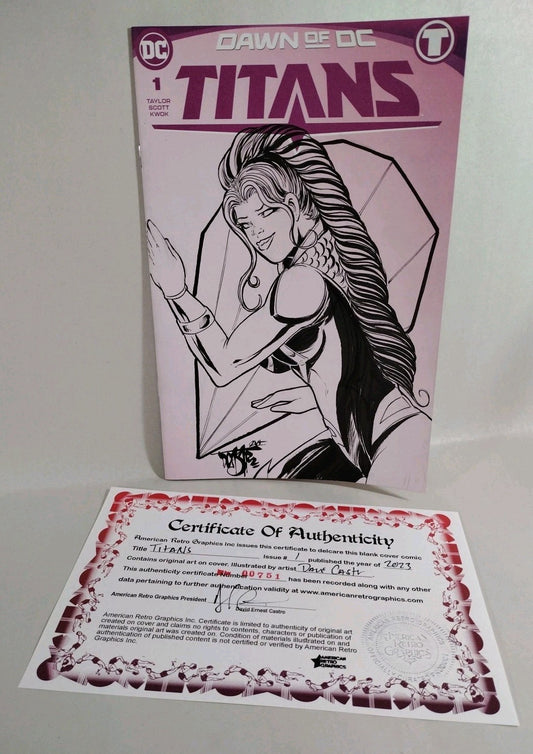 DC
DAWN OF DC
T
TITANS
1
TAYLOR
SCOTT
KWOK
Certificate Of Authenticity
American Retro Graphics Inc issues this certificate to delcare this blank cover comic
Title Titans Issue # 1 published the year of 2023
Contains original art on cover. Illustrated by artist Dave Castr
This authenticity certificate Number No 00751 has been recorded along with any other
data pertaining to further authentication validity at www.americanretrographics.com
American Retro Graphics President
David Ernest Castro
American Retro Graphics Inc. Certificate is limited to authenticity of original art
created on cover and claims no rights to contents, characters or publication of
materials original art was created on. Condition of materials illustrated on and
authentication of published content is not certified or verified by American Retro
Graphics Inc.
AMERICAN
RETRO
GRAPHICS